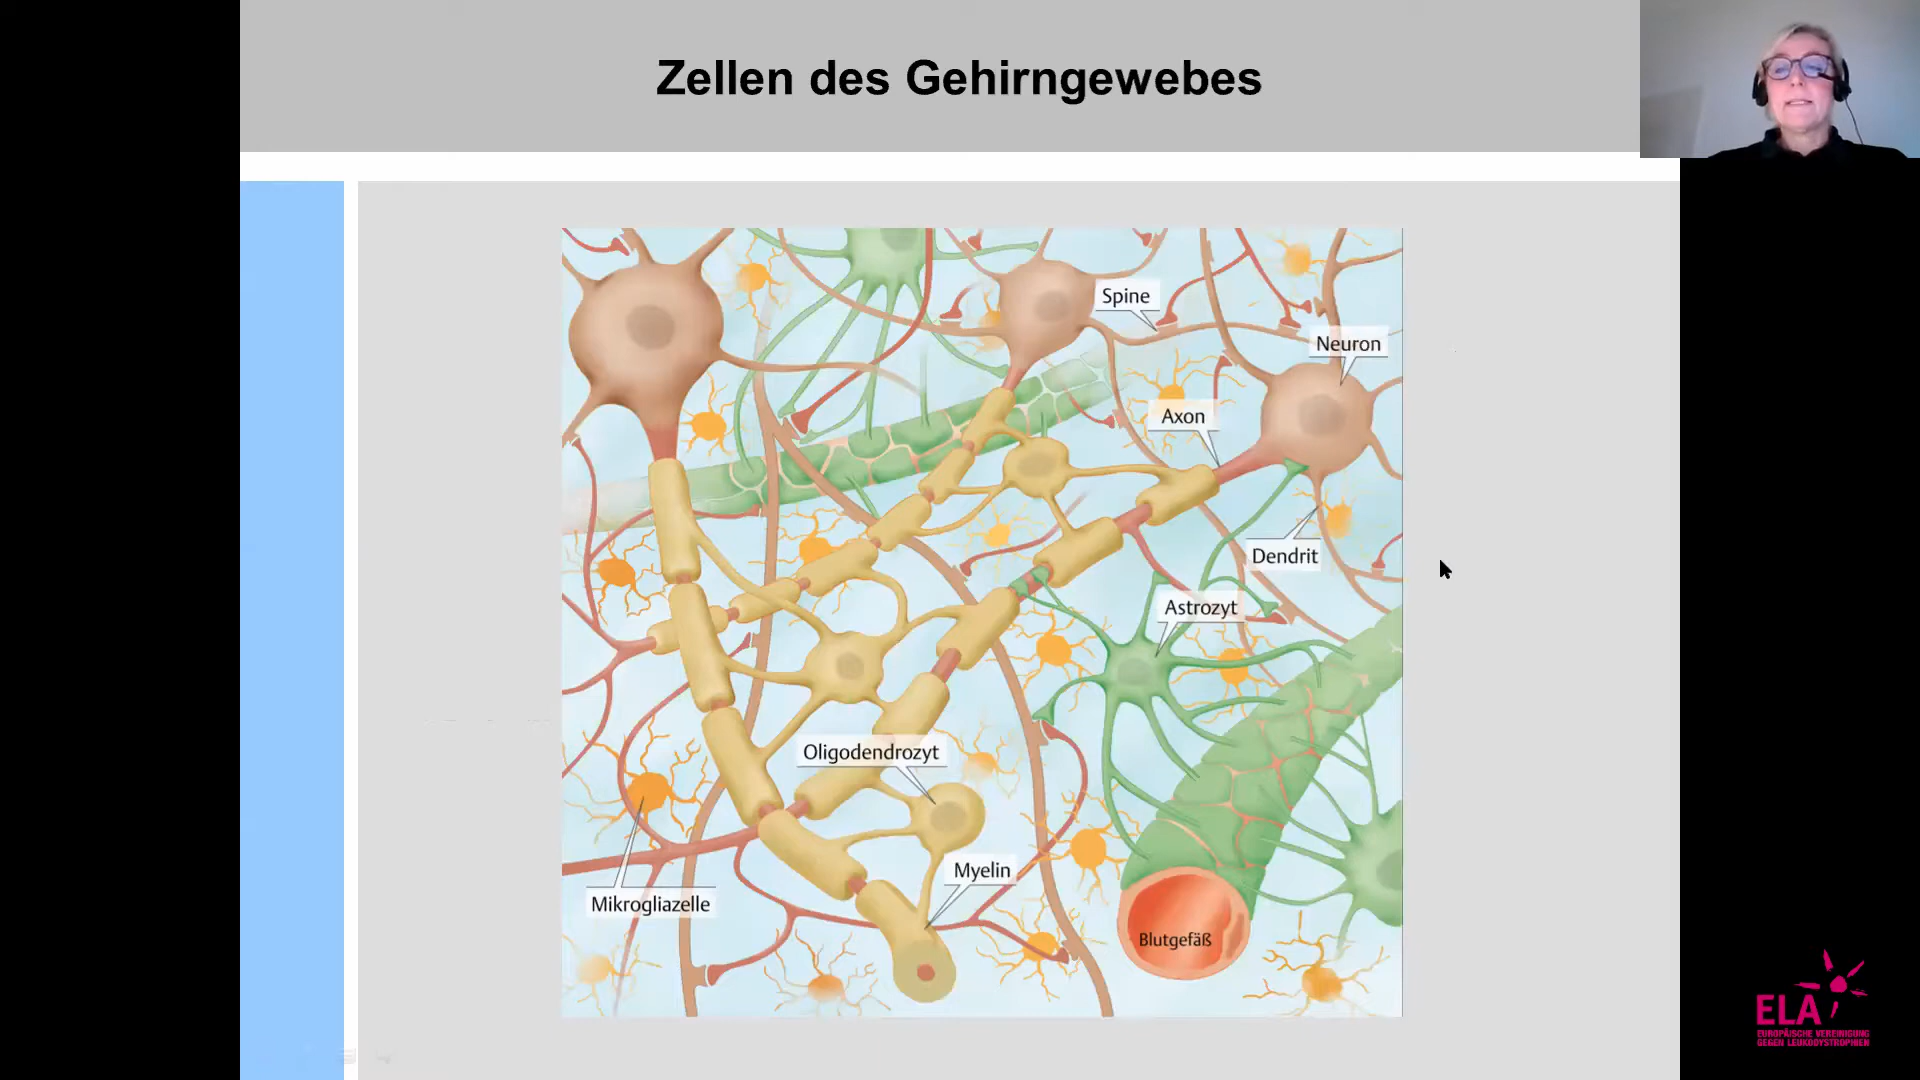 Zellen des Gehirngewebes
Spine
Neuron
Axon
Dendrit
Astrozyt
Oligodendrozyt
Myelin
Mikrogliazelle
Blutgefäß
ELA
EUROPÄISCHE VEREINIGUNG
GEGEN LEUKODYSTROPHIEN